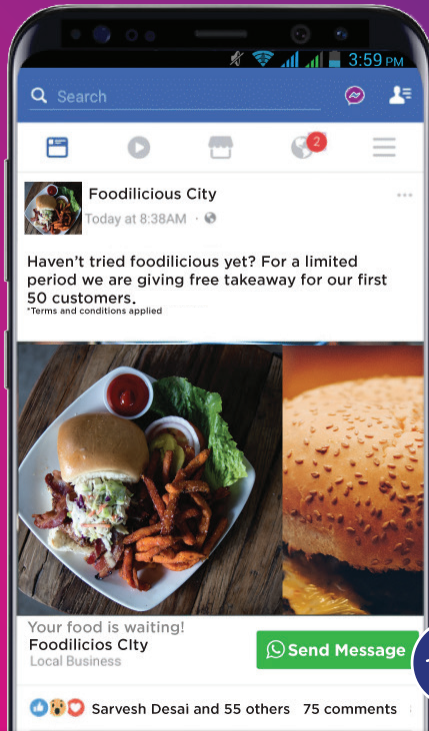 3:59 PM
Search
2
Foodilicious City
Today at 8:38AM
Haven't tried foodilicious yet? For a limited
period we are giving free takeaway for our first
50 customers.
*Terms and conditions applied
Your food is waiting!
Foodilicios CIty
Local Business
Send Message
Sarvesh Desai and 55 others 75 comments